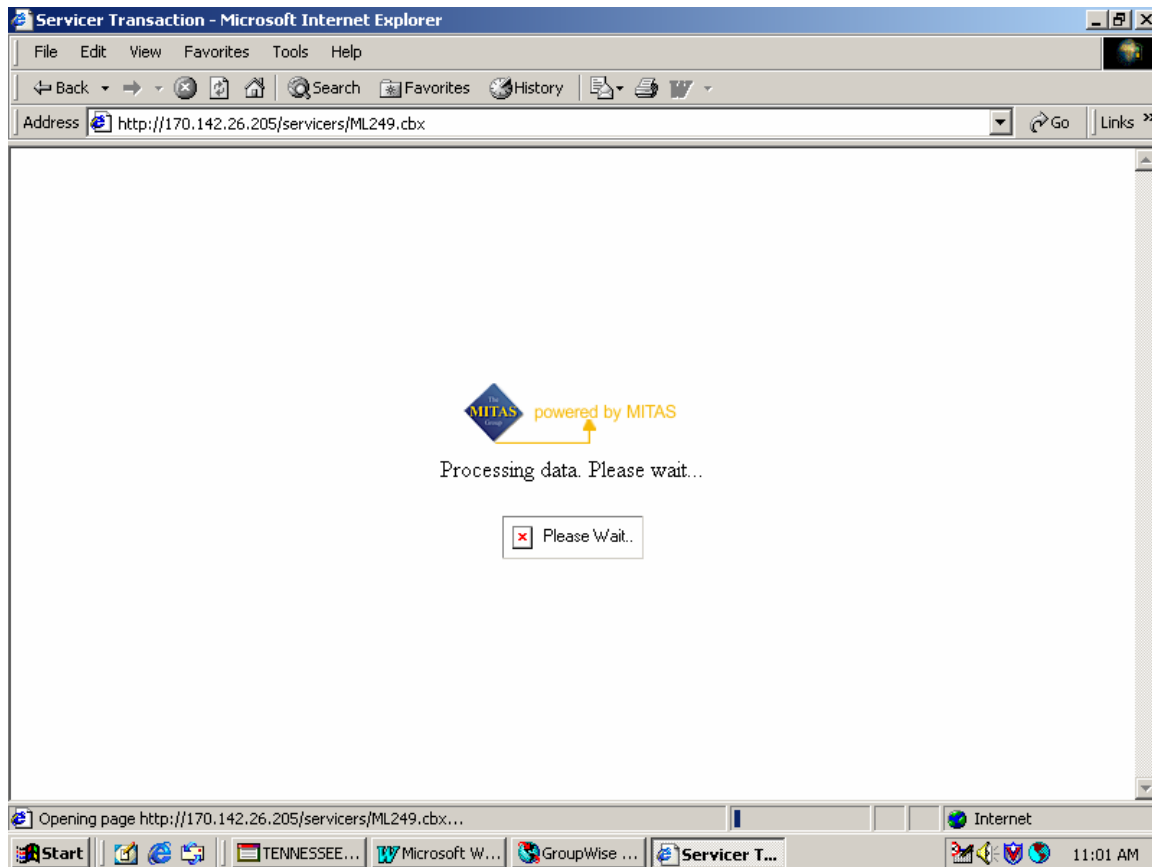 Servicer Transaction - Microsoft Internet Explorer
File Edit View Favorites Tools Help
Back Search Favorites History
Address http://170.142.26.205/servicers/ML249.cbx Go Links »
The
MITAS powered by MITAS
Group
Processing data. Please wait...
Please Wait..
Opening page http://170.142.26.205/servicers/ML249.cbx... Internet
Start TENNESSEE... Microsoft W... GroupWise ... Servicer T... 11:01 AM